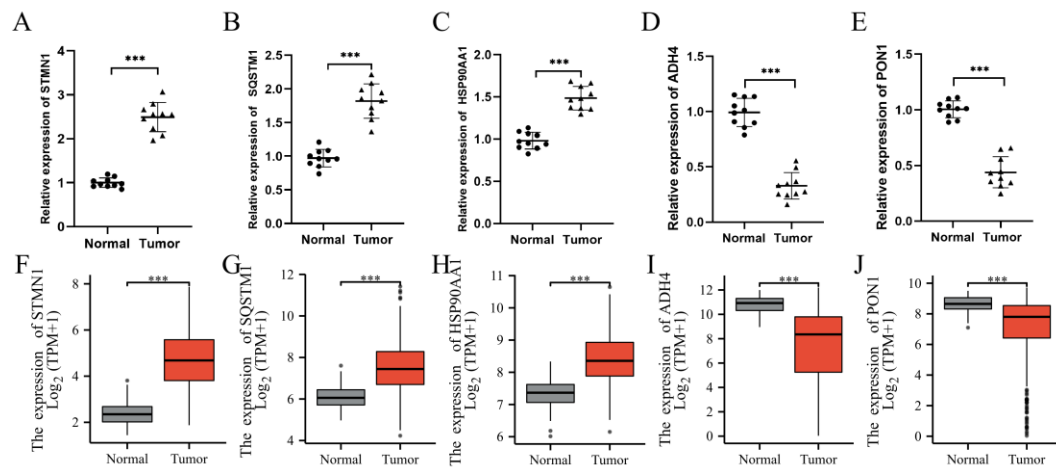 A
Relative expression of STMN1
4
3
2
1
0
***
Normal Tumor
B
Relative expression of SQSTM1
2.5
2.0
1.5
1.0
0.5
0.0
***
Normal Tumor
C
Relative expression of HSP90AA1
2.0
1.5
1.0
0.5
0.0
***
Normal Tumor
D
Relative expression of ADH4
1.5
1.0
0.5
0.0
***
Normal Tumor
E
Relative expression of PON1
1.5
1.0
0.5
0.0
***
Normal Tumor
F
The expression of STMN1
Log2 (TPM+1)
8
6
4
2
***
Normal Tumor
G
The expression of SQSTM1
Log2 (TPM+1)
12
10
8
6
4
***
Normal Tumor
H
The expression of HSP90AA1
Log2 (TPM+1)
11
10
9
8
7
6
***
Normal Tumor
I
The expression of ADH4
Log2 (TPM+1)
12
10
8
6
4
2
0
***
Normal Tumor
J
The expression of PON1
Log2 (TPM+1)
10
8
6
4
2
0
***
Normal Tumor